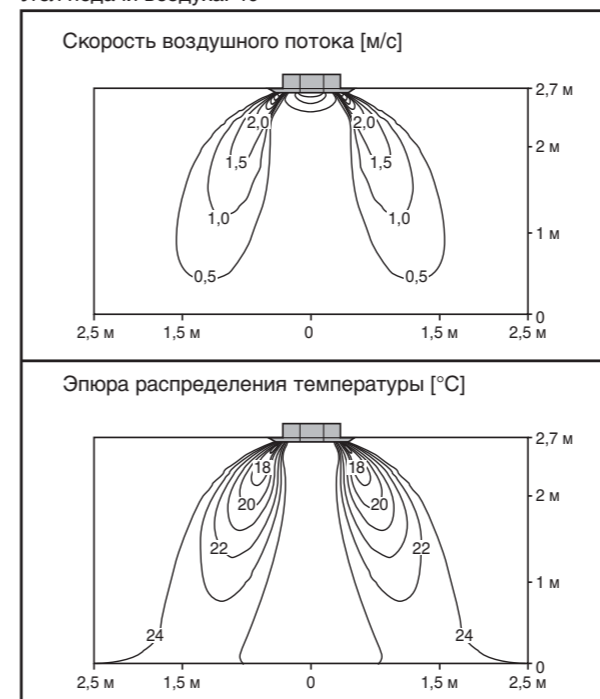 Скорость воздушного потока [м/с]
2,7 м
2,0
2,0
2 м
1,5
1,5
1,0
1,0
1 м
0,5
0,5
0
2,5 м
1,5 м
0
1,5 м
2,5 м
Эпюра распределения температуры [°C]
2,7 м
18
18
2 м
20
20
22
22
1 м
24
24
0
2,5 м
1,5 м
0
1,5 м
2,5 м